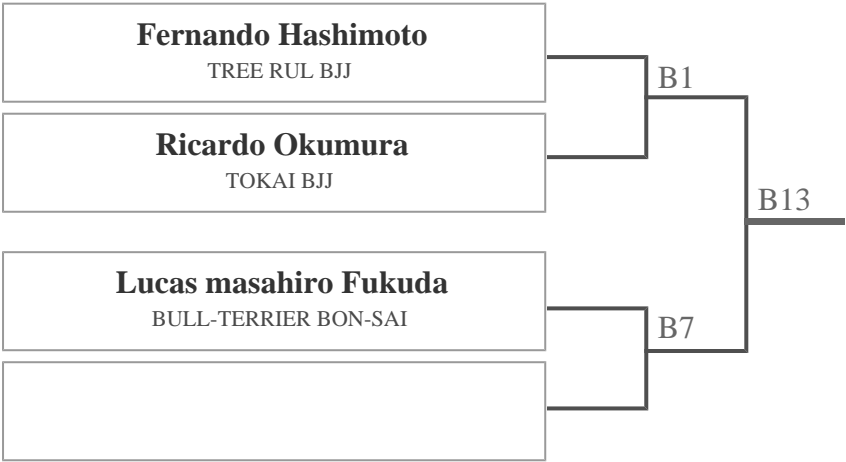 Fernando Hashimoto
TREE RUL BJJ
B1
Ricardo Okumura
TOKAI BJJ
B13
Lucas masahiro Fukuda
BULL-TERRIER BON-SAI
B7